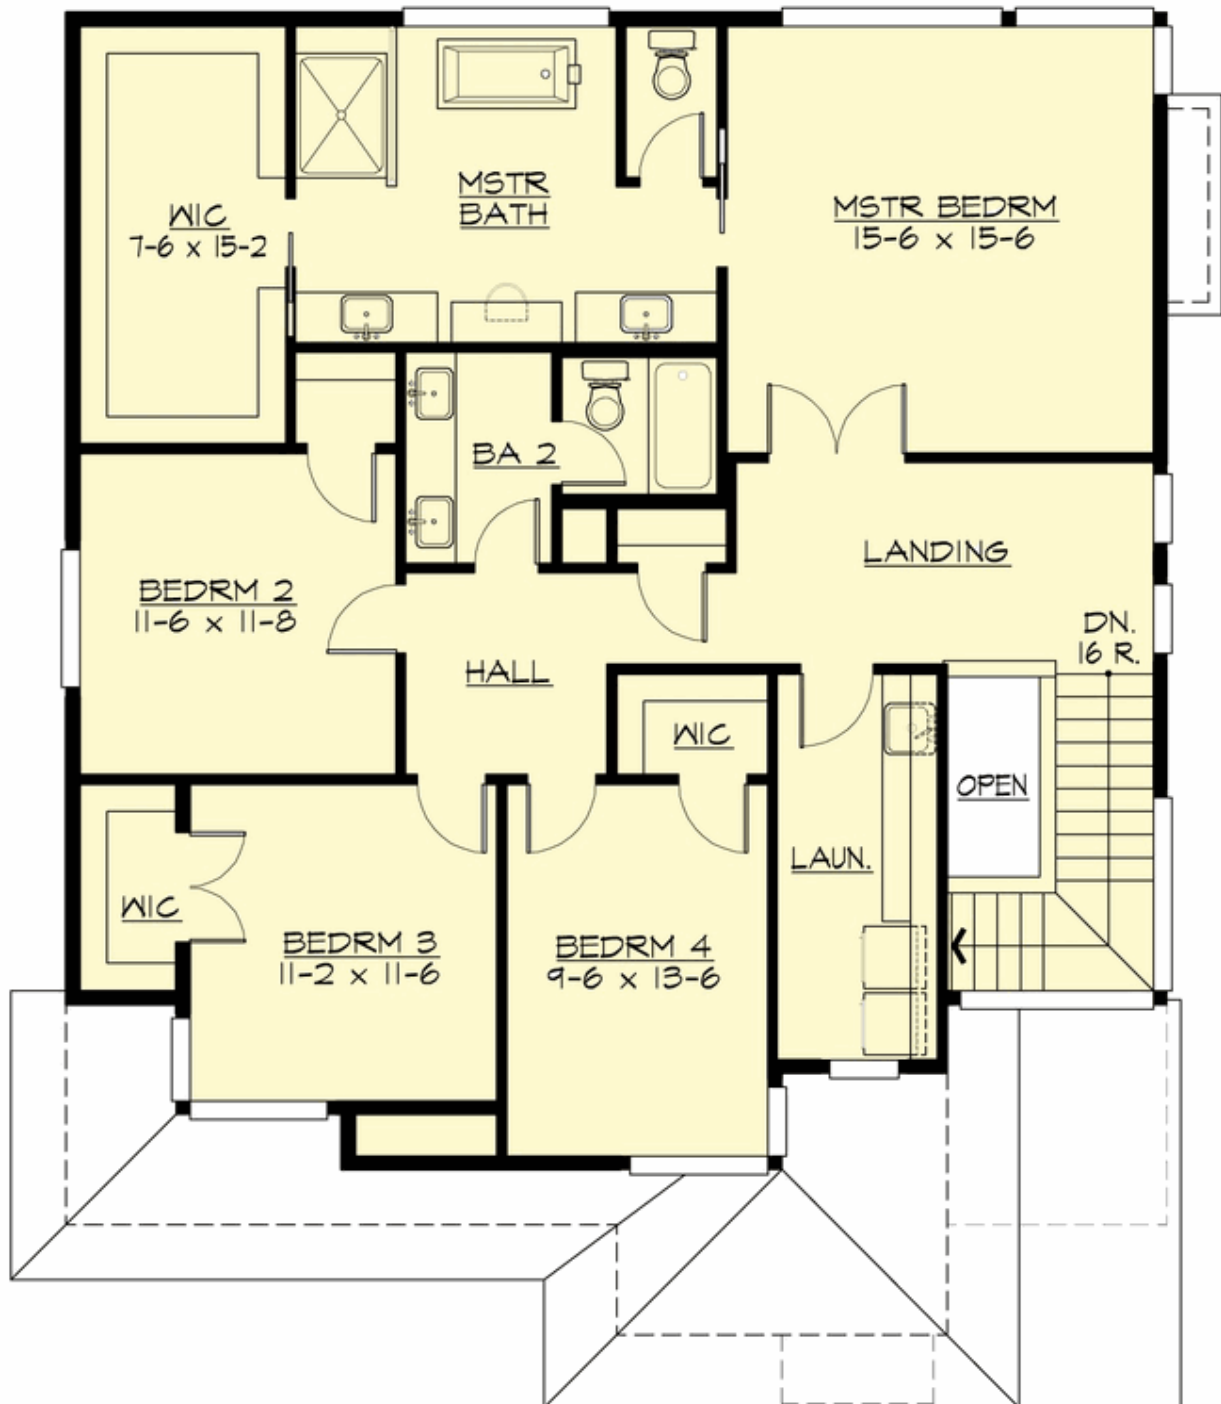 MSTR
BATH
WIC
7-6 x 15-2
MSTR BEDRM
15-6 x 15-6
BA 2
LANDING
BEDRM 2
11-6 x 11-8
DN.
16 R.
HALL
WIC
OPEN
LAUN.
WIC
BEDRM 3
11-2 x 11-6
BEDRM 4
9-6 x 13-6